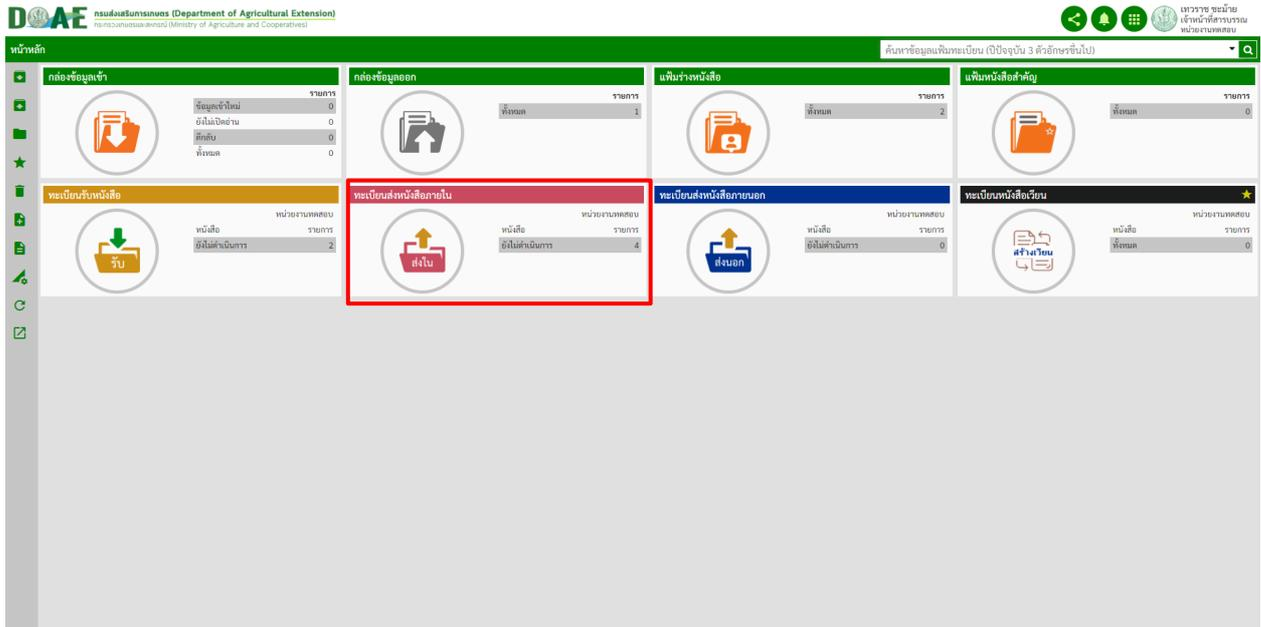 DOAE
กรมส่งเสริมการเกษตร (Department of Agricultural Extension)
กระทรวงเกษตรและสหกรณ์ (Ministry of Agriculture and Cooperatives)
เทวราช ชะม้าย
เจ้าหน้าที่สารบรรณ
หน่วยงานทดสอบ
หน้าหลัก
ค้นหาข้อมูลแฟ้มทะเบียน (ปีปัจจุบัน 3 ตัวอักษรขึ้นไป)
กล่องข้อมูลเข้า
รายการ
ข้อมูลเข้าใหม่ 0
ยังไม่เปิดอ่าน 0
ตีกลับ 0
ทั้งหมด 0
กล่องข้อมูลออก
รายการ
ทั้งหมด 1
แฟ้มร่างหนังสือ
รายการ
ทั้งหมด 2
แฟ้มหนังสือสำคัญ
รายการ
ทั้งหมด 0
ทะเบียนรับหนังสือ
หน่วยงานทดสอบ
หนังสือ รายการ
ยังไม่ดำเนินการ 2
รับ
ทะเบียนส่งหนังสือภายใน
หน่วยงานทดสอบ
หนังสือ รายการ
ยังไม่ดำเนินการ 4
ส่งใน
ทะเบียนส่งหนังสือภายนอก
หน่วยงานทดสอบ
หนังสือ รายการ
ยังไม่ดำเนินการ 0
ส่งนอก
ทะเบียนหนังสือเวียน
หน่วยงานทดสอบ
หนังสือ รายการ
ทั้งหมด 0
สร้างเวียน